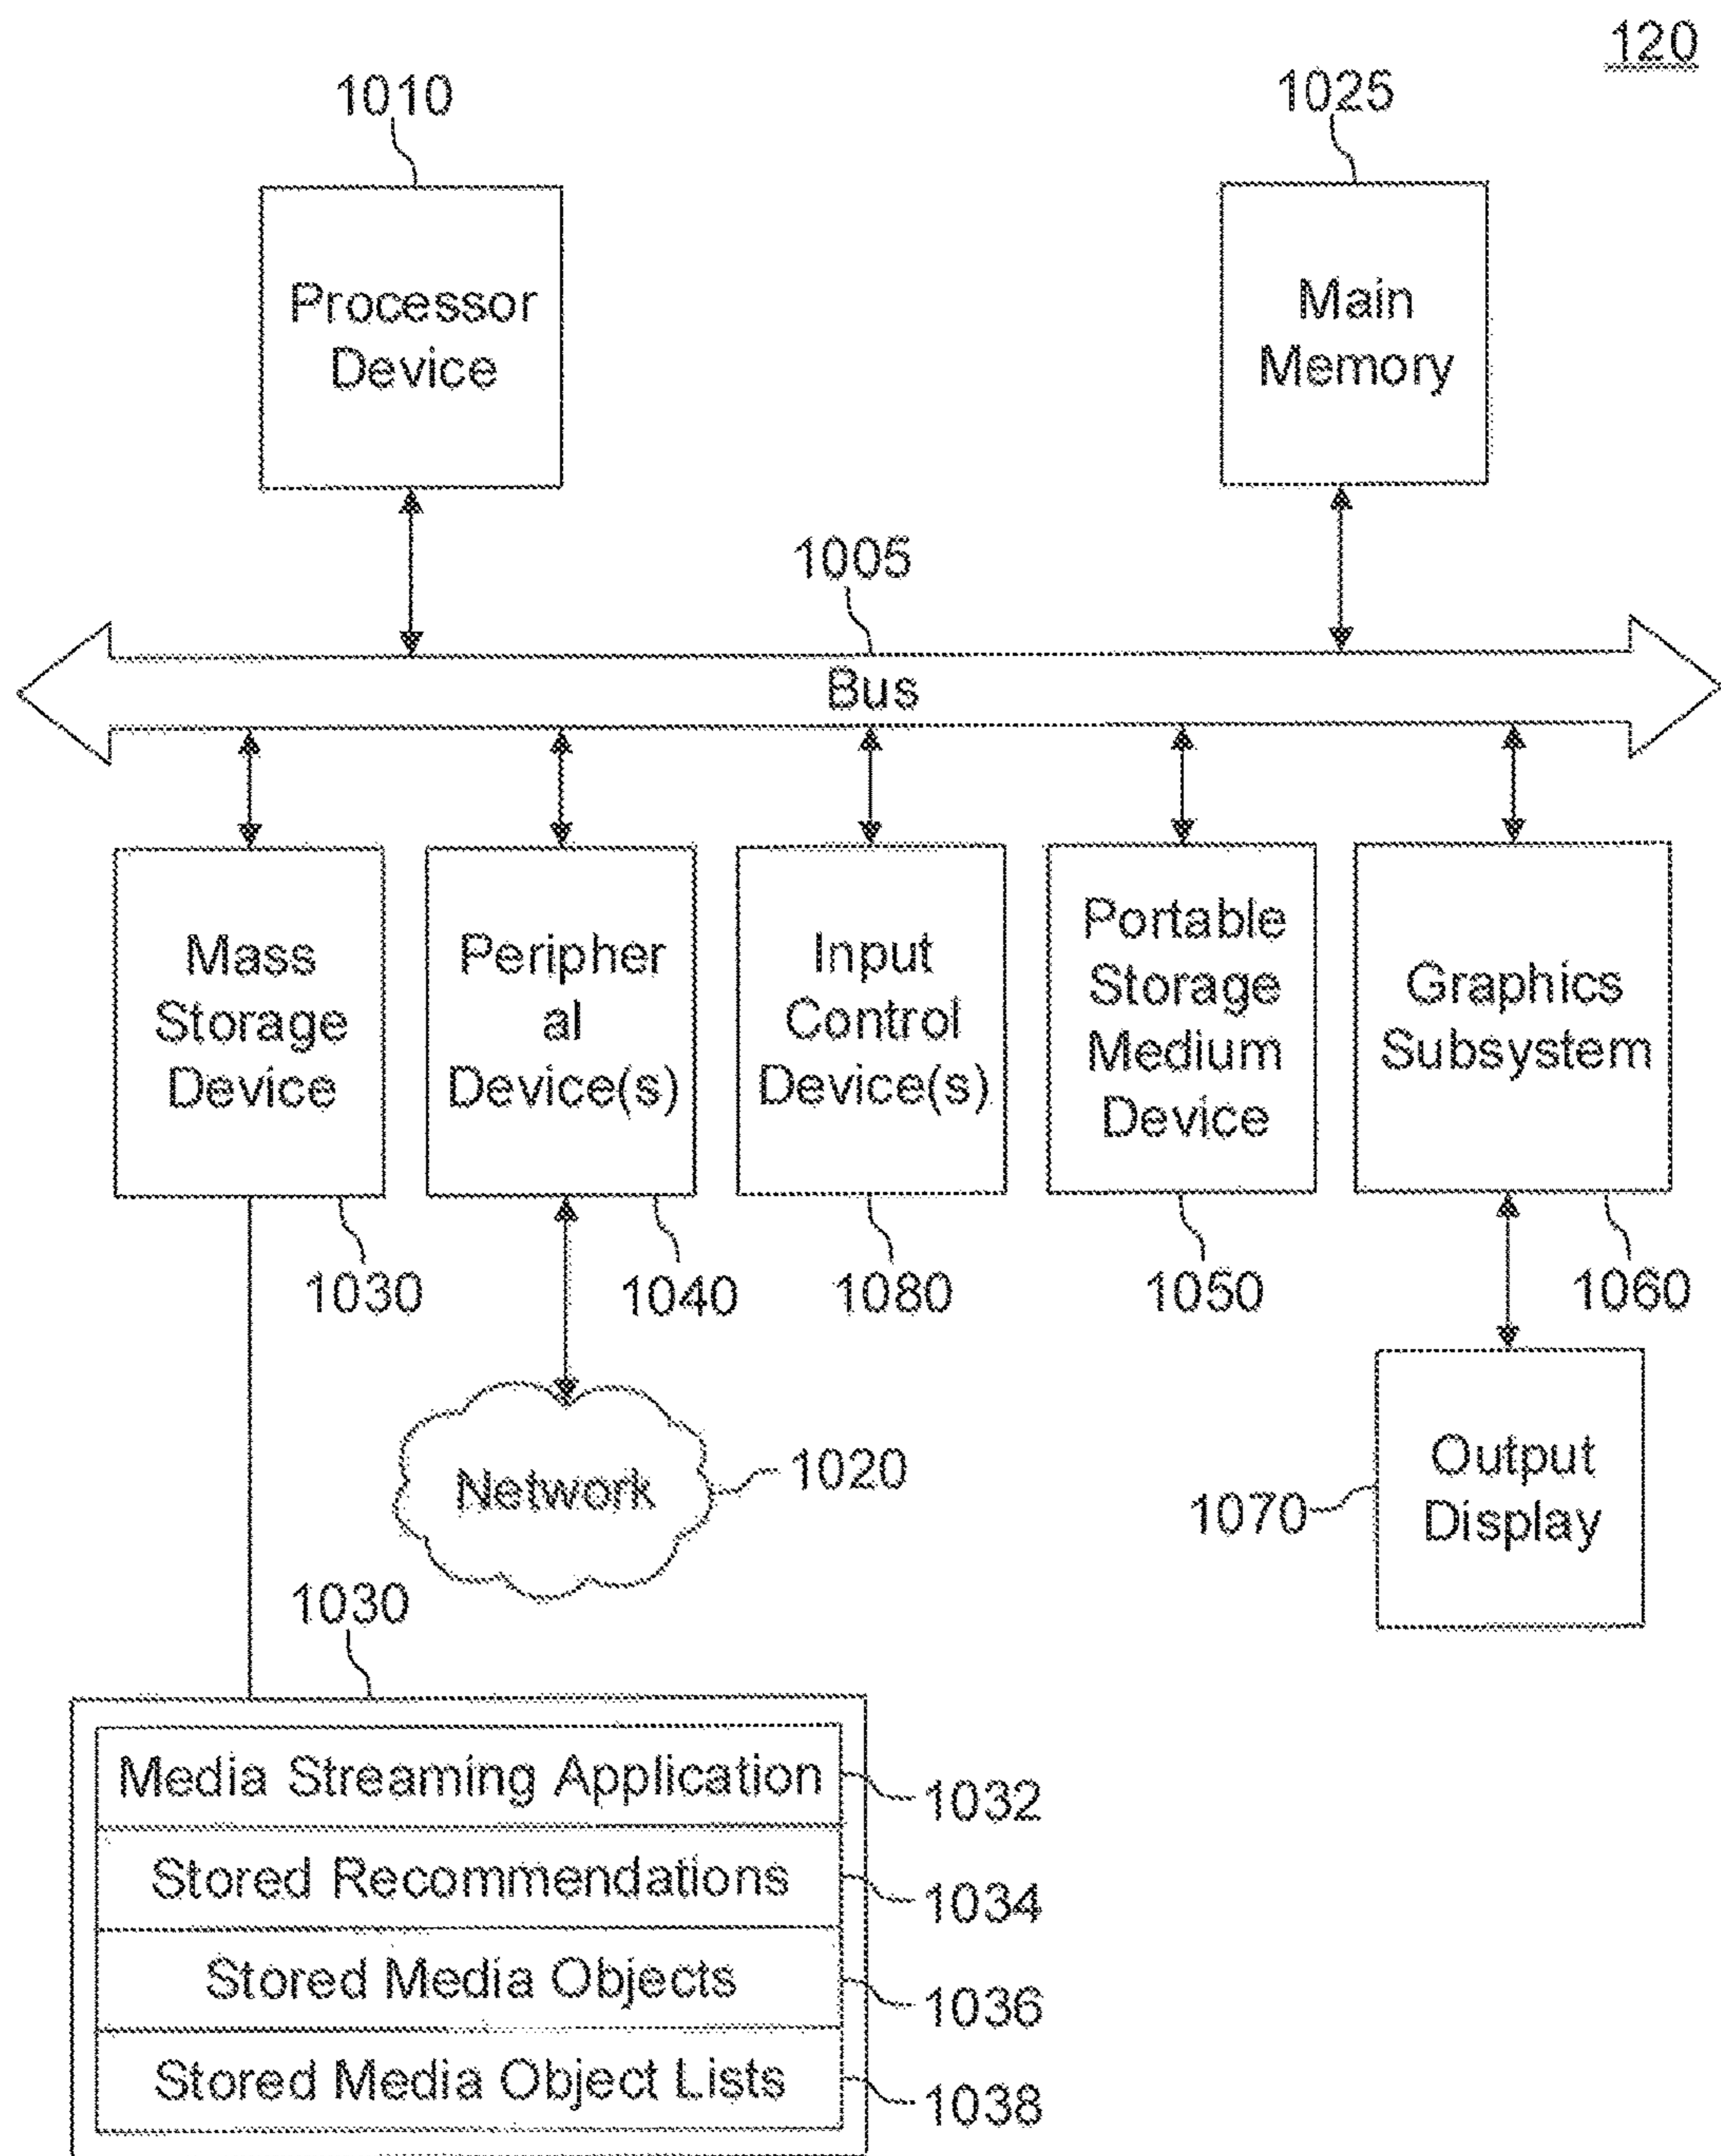 120
1010
1025
Processor
Device
Main
Memory
1005
Bus
Mass
Storage
Device
Peripher
al
Device(s)
Input
Control
Device(s)
Portable
Storage
Medium
Device
Graphics
Subsystem
1030
1040
1080
1050
1060
Network
1020
Output
Display
1070
1030
Media Streaming Application
1032
Stored Recommendations
1034
Stored Media Objects
1036
Stored Media Object Lists
1038